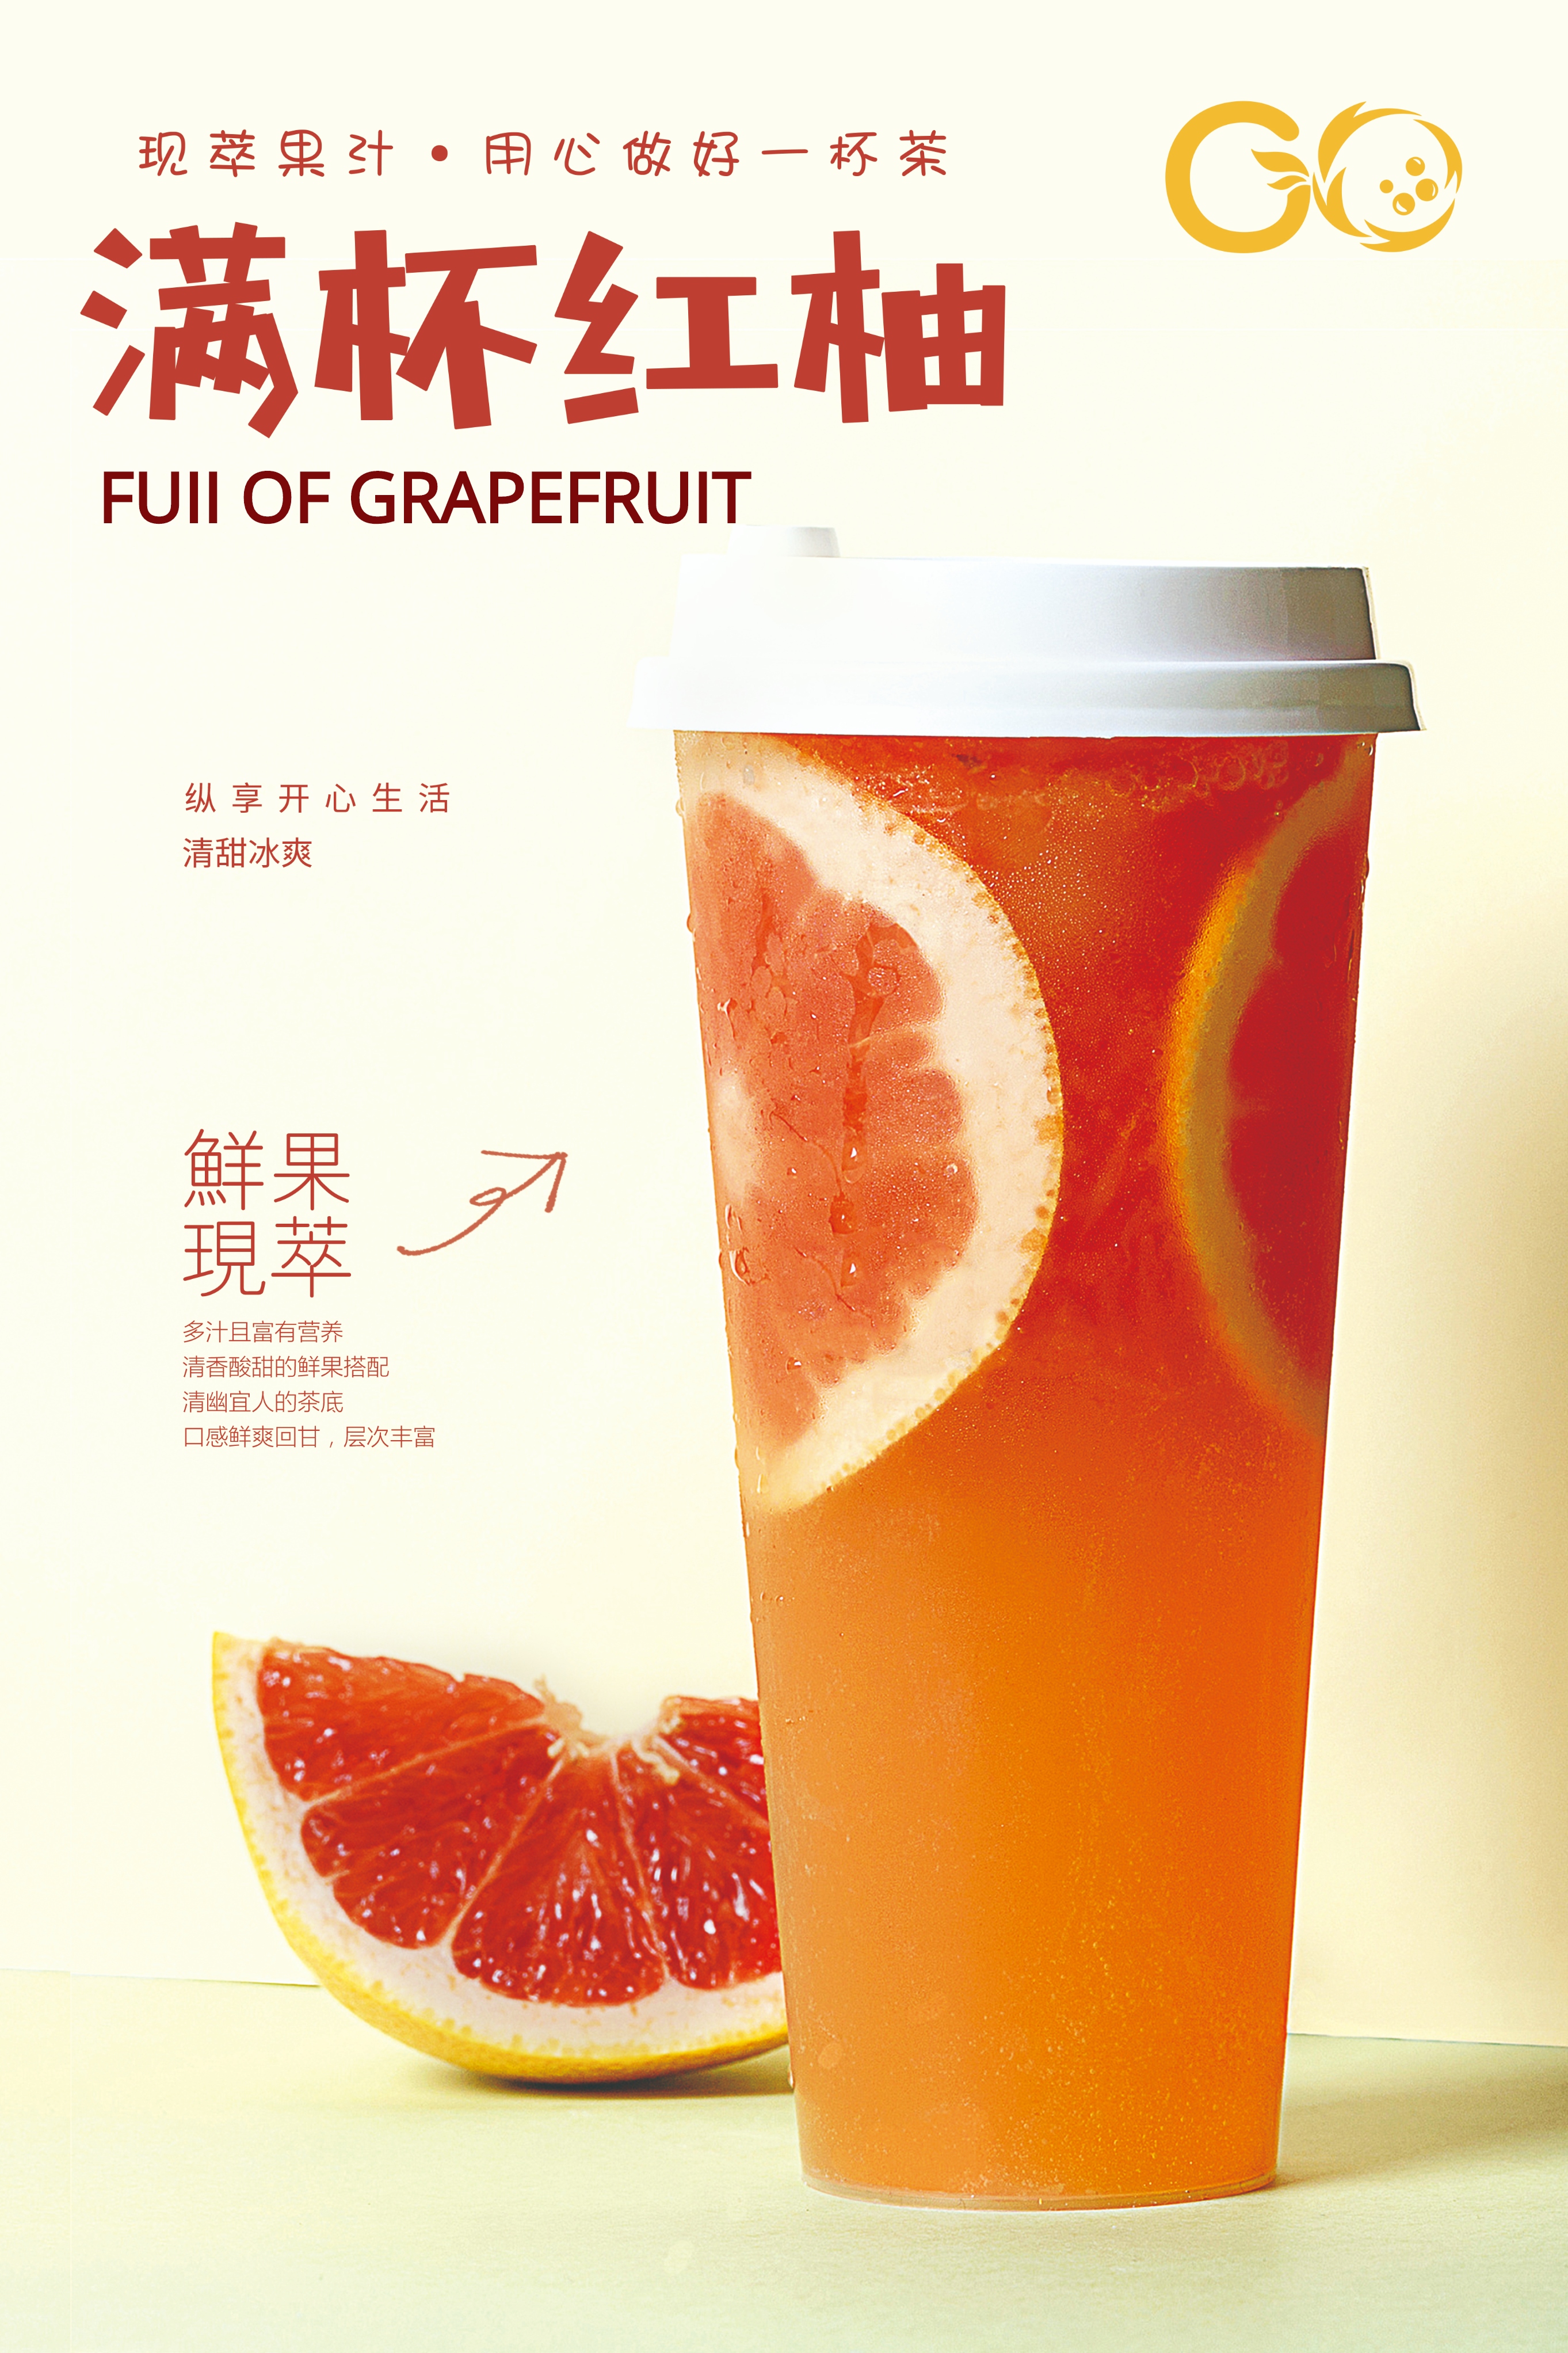 现萃果汁·用心做好一杯茶
GO
满杯红柚
FUII OF GRAPEFRUIT
纵享开心生活
清甜冰爽
鮮果
現萃
多汁且富有营养
清香酸甜的鲜果搭配
清幽宜人的茶底
口感鲜爽回甘，层次丰富